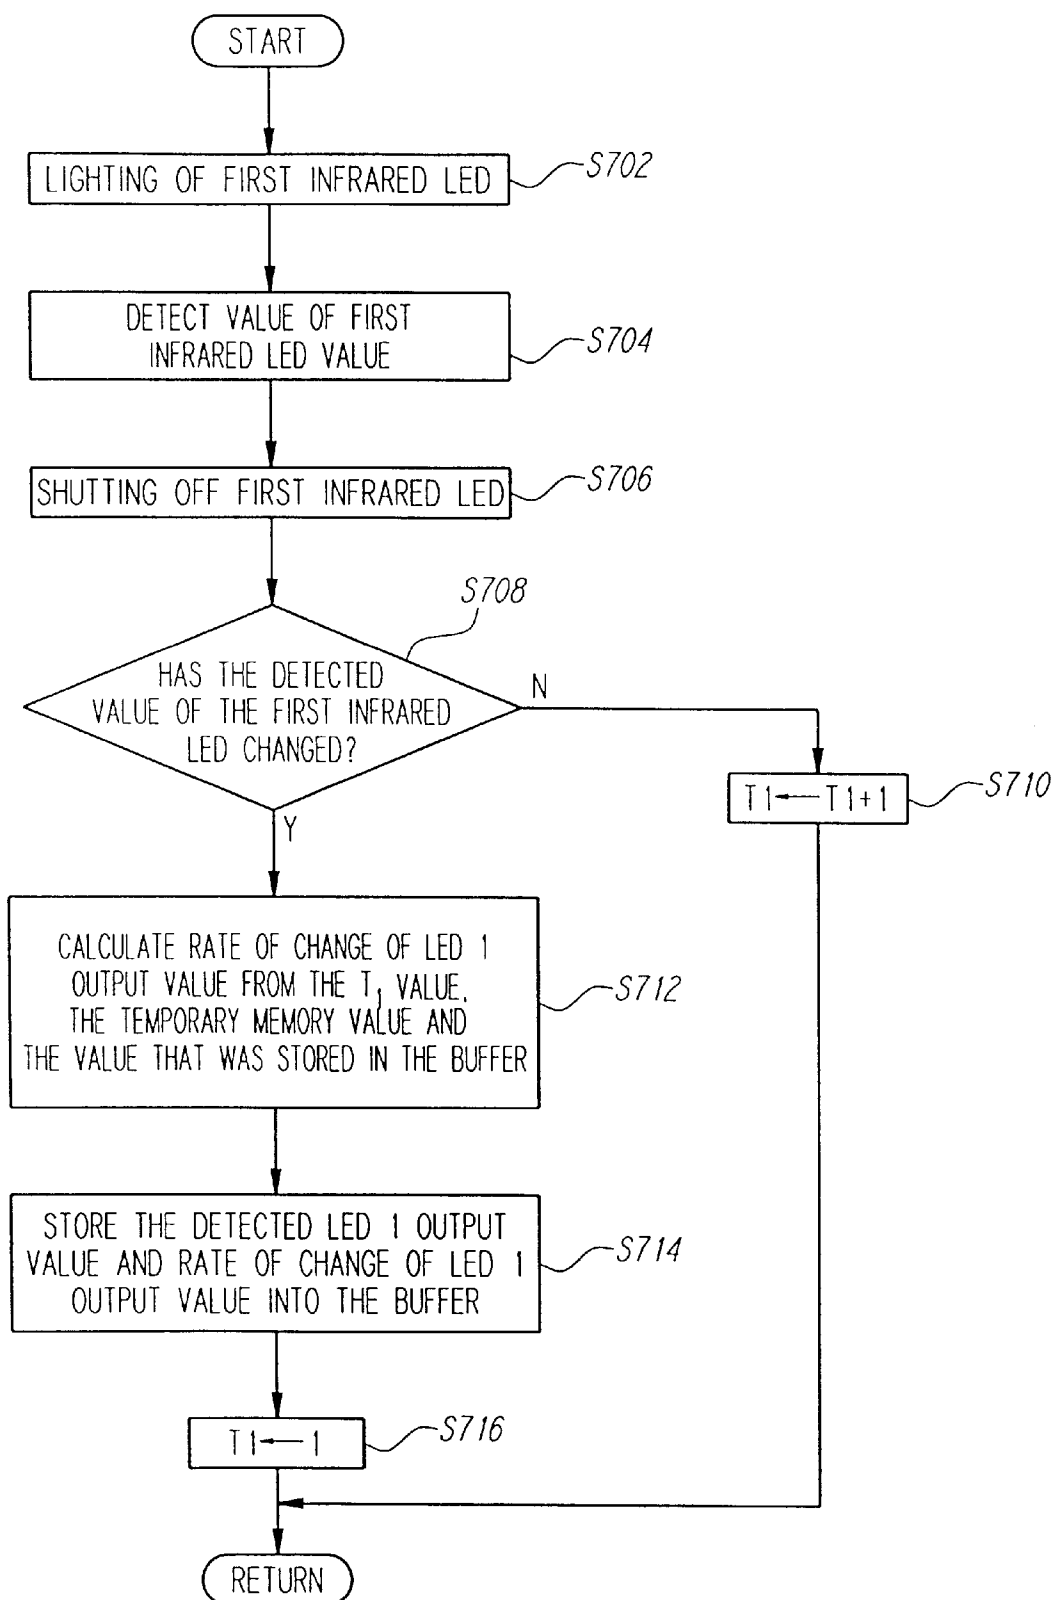 START
LIGHTING OF FIRST INFRARED LED
S702
DETECT VALUE OF FIRST
INFRARED LED VALUE
S704
SHUTTING OFF FIRST INFRARED LED
S706
S708
HAS THE DETECTED
VALUE OF THE FIRST INFRARED
LED CHANGED?
N
T1←T1+1
S710
Y
CALCULATE RATE OF CHANGE OF LED 1
OUTPUT VALUE FROM THE T1 VALUE,
THE TEMPORARY MEMORY VALUE AND
THE VALUE THAT WAS STORED IN THE BUFFER
S712
STORE THE DETECTED LED 1 OUTPUT
VALUE AND RATE OF CHANGE OF LED 1
OUTPUT VALUE INTO THE BUFFER
S714
T1←1
S716
RETURN